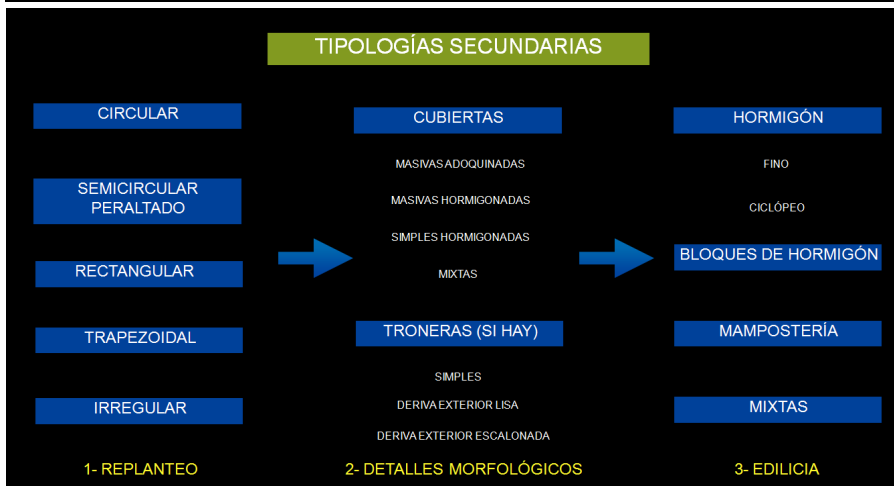 TIPOLOGÍAS SECUNDARIAS
CIRCULAR
SEMICIRCULAR
PERALTADO
RECTANGULAR
TRAPEZOIDAL
IRREGULAR
1- REPLANTEO
CUBIERTAS
MASIVAS ADOQUINADAS
MASIVAS HORMIGONADAS
SIMPLES HORMIGONADAS
MIXTAS
TRONERAS (SI HAY)
SIMPLES
DERIVA EXTERIOR LISA
DERIVA EXTERIOR ESCALONADA
2- DETALLES MORFOLÓGICOS
HORMIGÓN
FINO
CICLÓPEO
BLOQUES DE HORMIGÓN
MAMPOSTERÍA
MIXTAS
3- EDILICIA